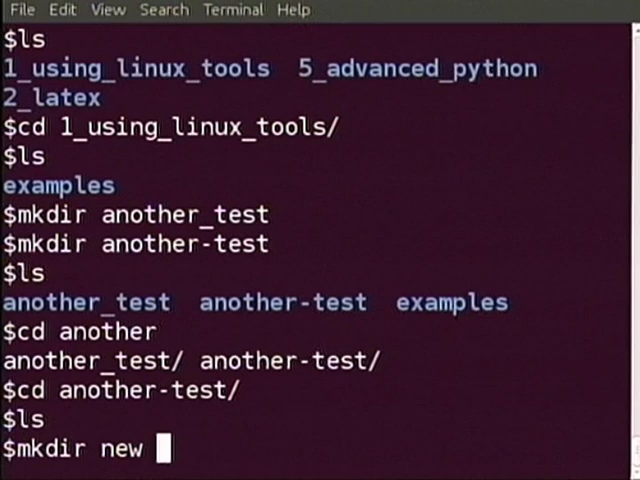 File Edit View Search Terminal Help
$ls
1_using_linux_tools 5_advanced_python
2_latex
$cd 1_using_linux_tools/
$ls
examples
$mkdir another_test
$mkdir another-test
$ls
another_test another-test examples
$cd another
another_test/ another-test/
$cd another-test/
$ls
$mkdir new